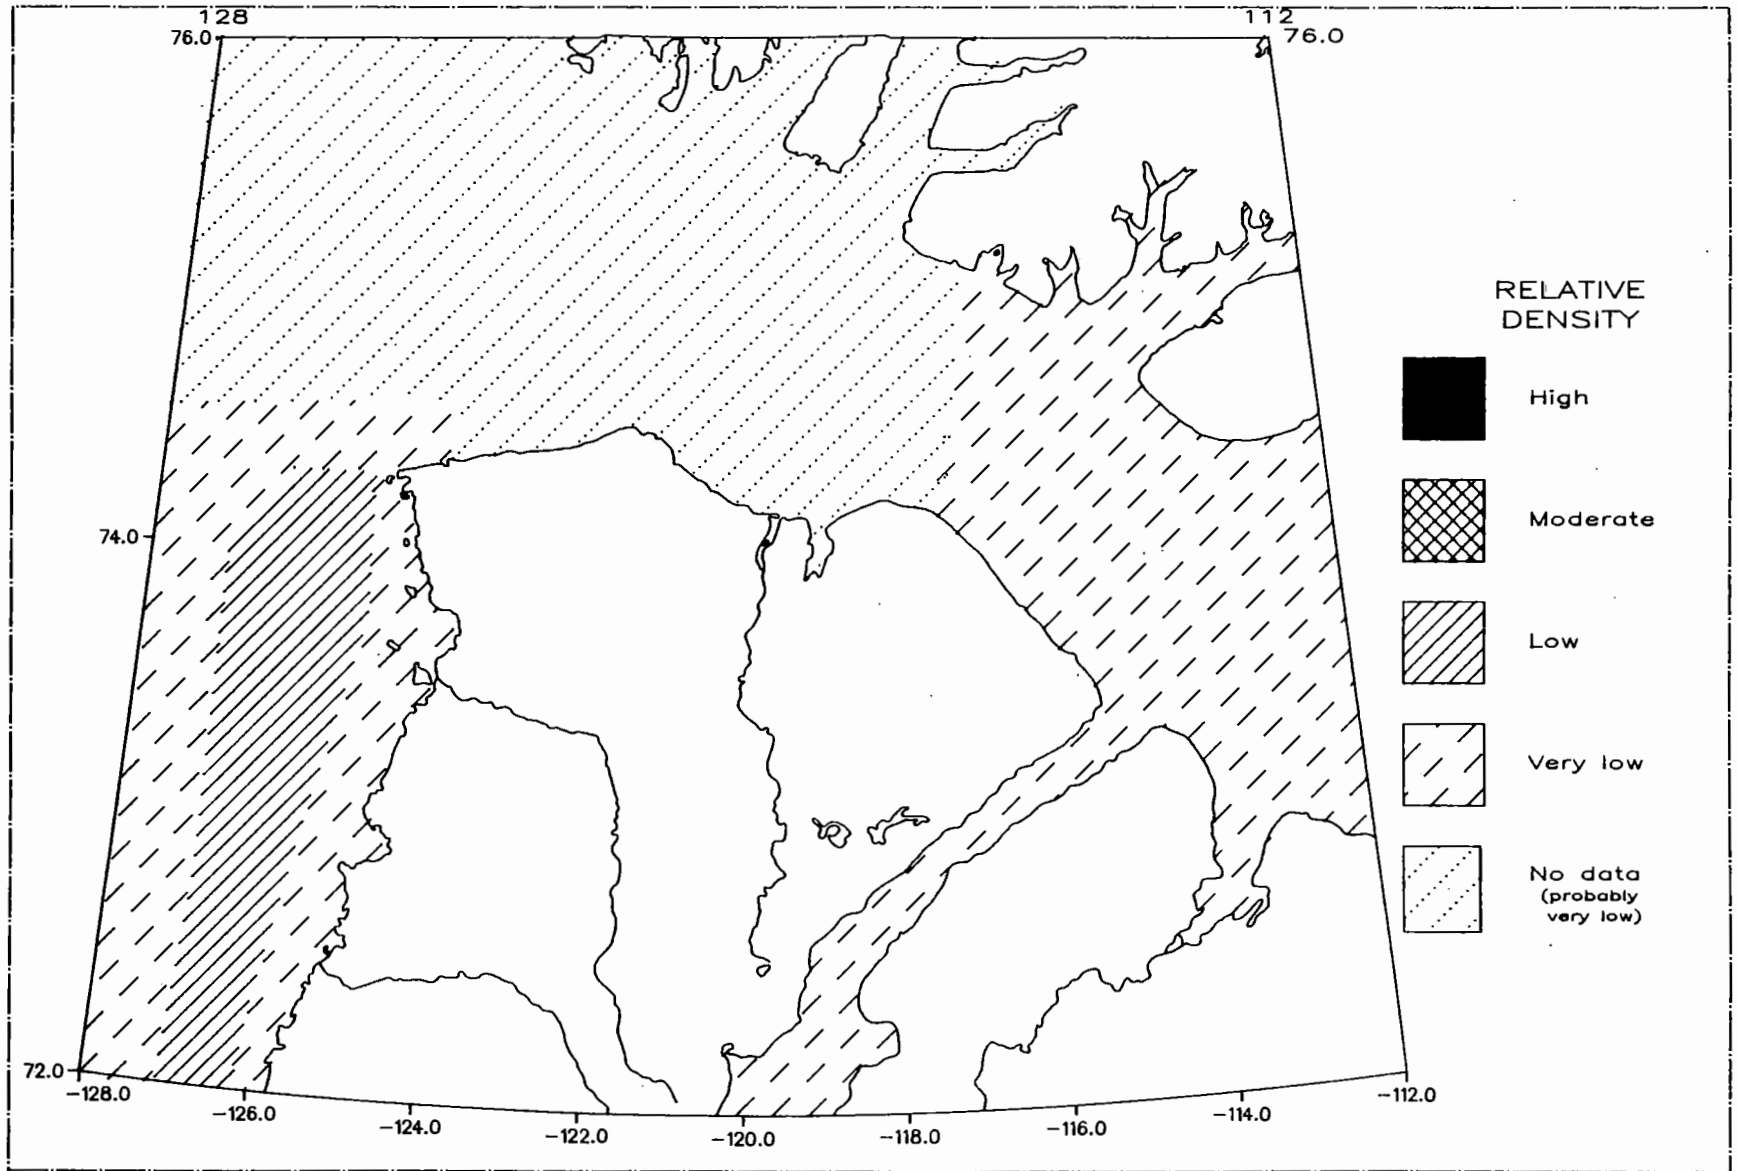 128
112
76.0
76.0
RELATIVE
DENSITY
High
Moderate
74.0
Low
Very low
No data
(probably
very low)
72.0
-128.0
-126.0
-124.0
-122.0
-120.0
-118.0
-116.0
-114.0
-112.0